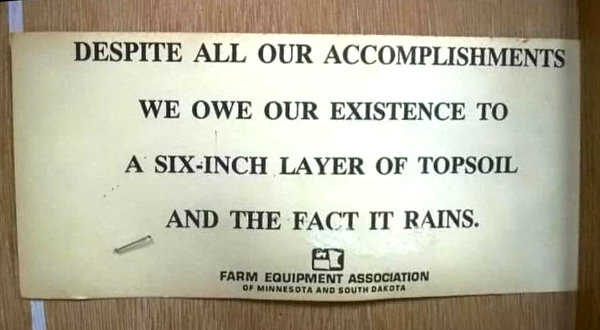 DESPITE ALL OUR ACCOMPLISHMENTS
WE OWE OUR EXISTENCE TO
A SIX-INCH LAYER OF TOPSOIL
AND THE FACT IT RAINS.
FARM EQUIPMENT ASSOCIATION
OF MINNESOTA AND SOUTH DAKOTA